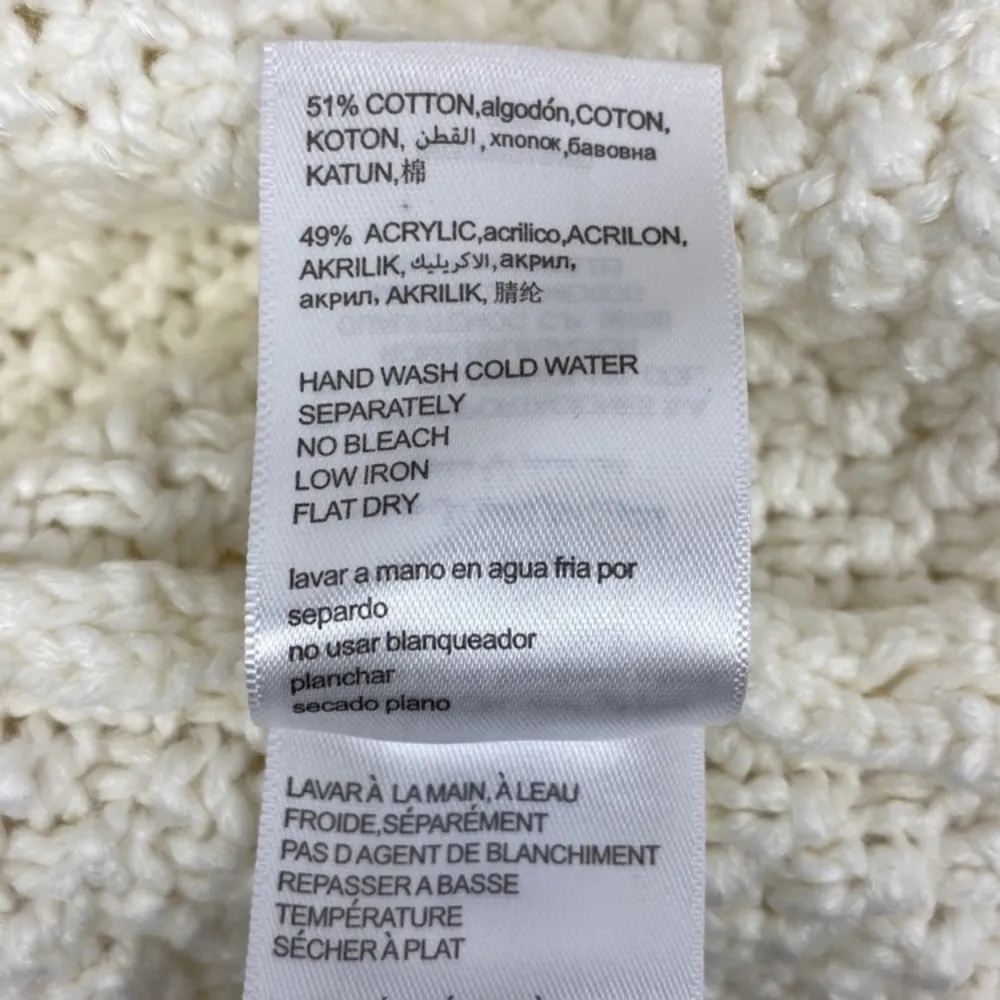 51% COTTON,algodón,COTON,
KOTON, القطن, хлопок,бавовна
KATUN,棉
49% ACRYLIC,acrilico,ACRILON,
AKRILIK, الاكريليك,акрил,
акрил, AKRILIK, 腈纶
HAND WASH COLD WATER
SEPARATELY
NO BLEACH
LOW IRON
FLAT DRY
lavar a mano en agua fria por
separdo
no usar blanqueador
planchar
secado plano
LAVAR À LA MAIN, À LEAU
FROIDE,SÉPARÉMENT
PAS D AGENT DE BLANCHIMENT
REPASSER A BASSE
TEMPÉRATURE
SÉCHER À PLAT